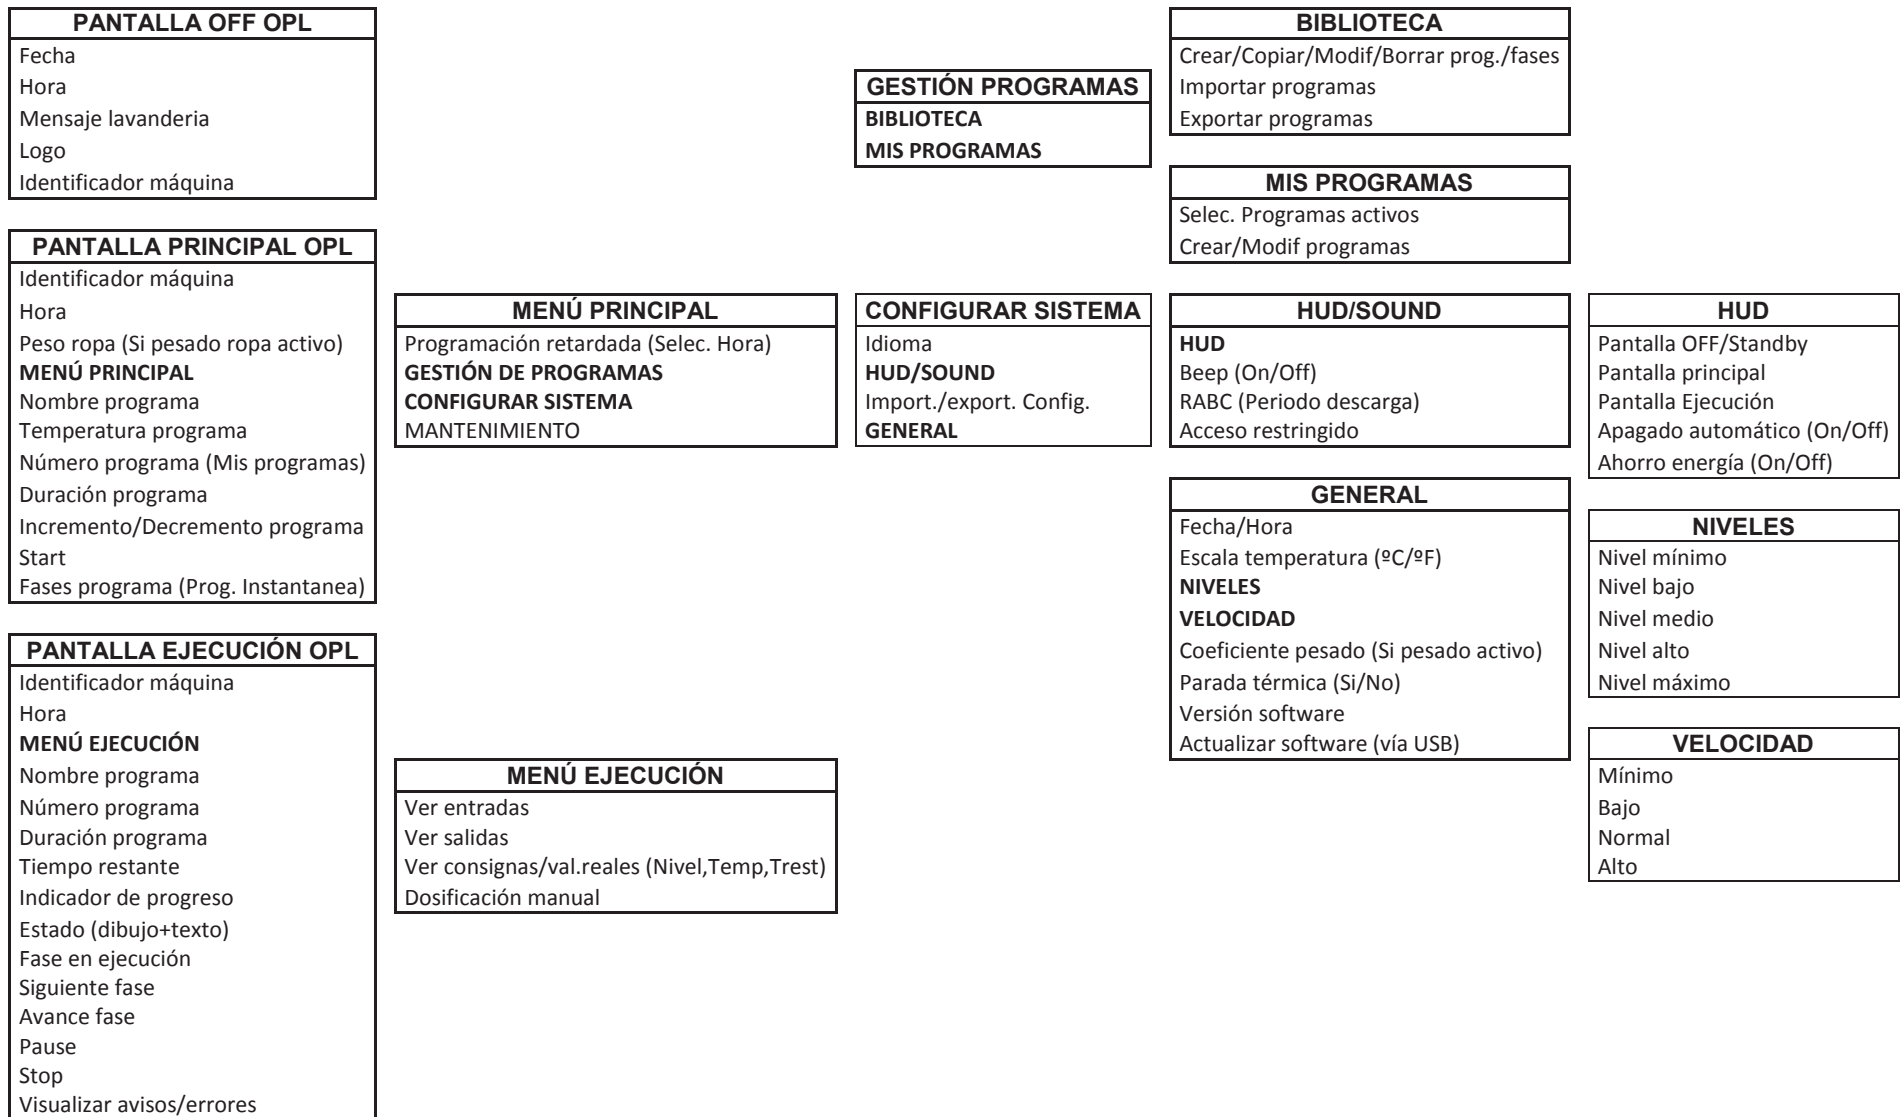 PANTALLA OFF OPL
Fecha
Hora
Mensaje lavanderia
Logo
Identificador máquina
PANTALLA PRINCIPAL OPL
Identificador máquina
Hora
Peso ropa (Si pesado ropa activo)
MENÚ PRINCIPAL
Nombre programa
Temperatura programa
Número programa (Mis programas)
Duración programa
Incremento/Decremento programa
Start
Fases programa (Prog. Instantanea)
PANTALLA EJECUCIÓN OPL
Identificador máquina
Hora
MENÚ EJECUCIÓN
Nombre programa
Número programa
Duración programa
Tiempo restante
Indicador de progreso
Estado (dibujo+texto)
Fase en ejecución
Siguiente fase
Avance fase
Pause
Stop
Visualizar avisos/errores
MENÚ PRINCIPAL
Programación retardada (Selec. Hora)
GESTIÓN DE PROGRAMAS
CONFIGURAR SISTEMA
MANTENIMIENTO
MENÚ EJECUCIÓN
Ver entradas
Ver salidas
Ver consignas/val.reales (Nivel,Temp,Trest)
Dosificación manual
GESTIÓN PROGRAMAS
BIBLIOTECA
MIS PROGRAMAS
CONFIGURAR SISTEMA
Idioma
HUD/SOUND
Import./export. Config.
GENERAL
BIBLIOTECA
Crear/Copiar/Modif/Borrar prog./fases
Importar programas
Exportar programas
MIS PROGRAMAS
Selec. Programas activos
Crear/Modif programas
HUD/SOUND
HUD
Beep (On/Off)
RABC (Periodo descarga)
Acceso restringido
GENERAL
Fecha/Hora
Escala temperatura (ºC/ºF)
NIVELES
VELOCIDAD
Coeficiente pesado (Si pesado activo)
Parada térmica (Si/No)
Versión software
Actualizar software (vía USB)
HUD
Pantalla OFF/Standby
Pantalla principal
Pantalla Ejecución
Apagado automático (On/Off)
Ahorro energía (On/Off)
NIVELES
Nivel mínimo
Nivel bajo
Nivel medio
Nivel alto
Nivel máximo
VELOCIDAD
Mínimo
Bajo
Normal
Alto